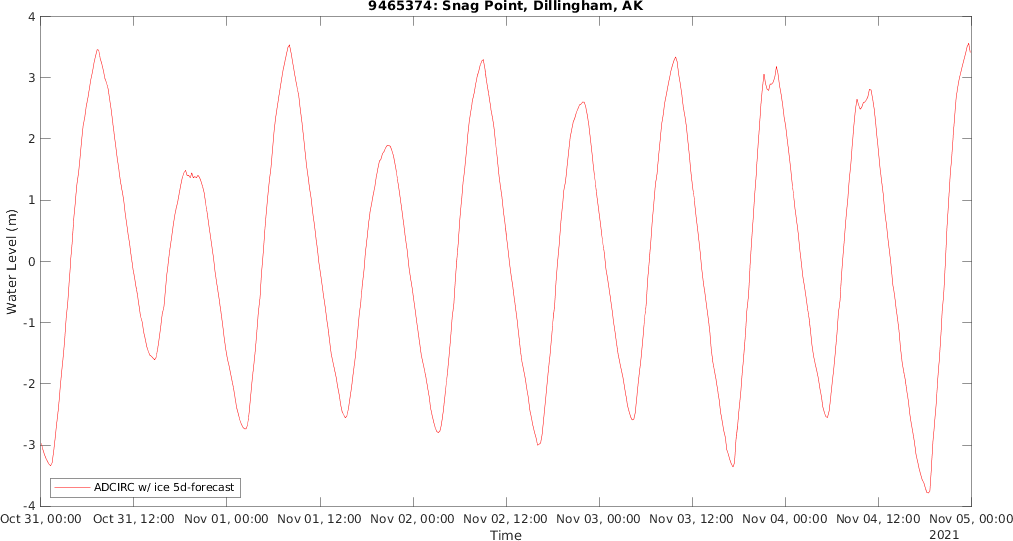 9465374: Snag Point, Dillingham, AK
4
3
2
1
0
-1
-2
-3
-4
Water Level (m)
ADCIRC w/ ice 5d-forecast
Oct 31, 00:00 Oct 31, 12:00 Nov 01, 00:00 Nov 01, 12:00 Nov 02, 00:00 Nov 02, 12:00 Nov 03, 00:00 Nov 03, 12:00 Nov 04, 00:00 Nov 04, 12:00 Nov 05, 00:00
Time
2021